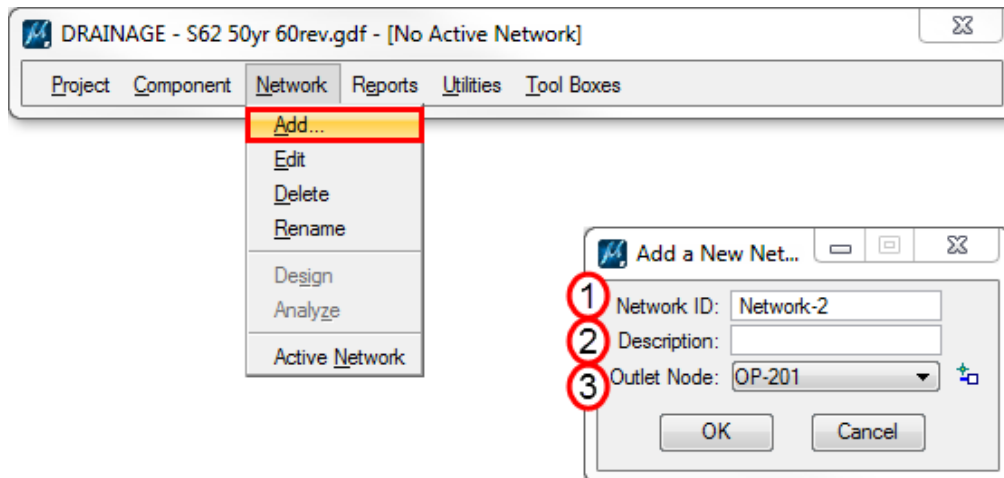 DRAINAGE - S62 50yr 60rev.gdf - [No Active Network]
Project Component Network Reports Utilities Tool Boxes
Add...
Edit
Delete
Rename
Design
Analyze
Active Network
Add a New Net...
1 Network ID: Network-2
2 Description:
3 Outlet Node: OP-201
OK Cancel